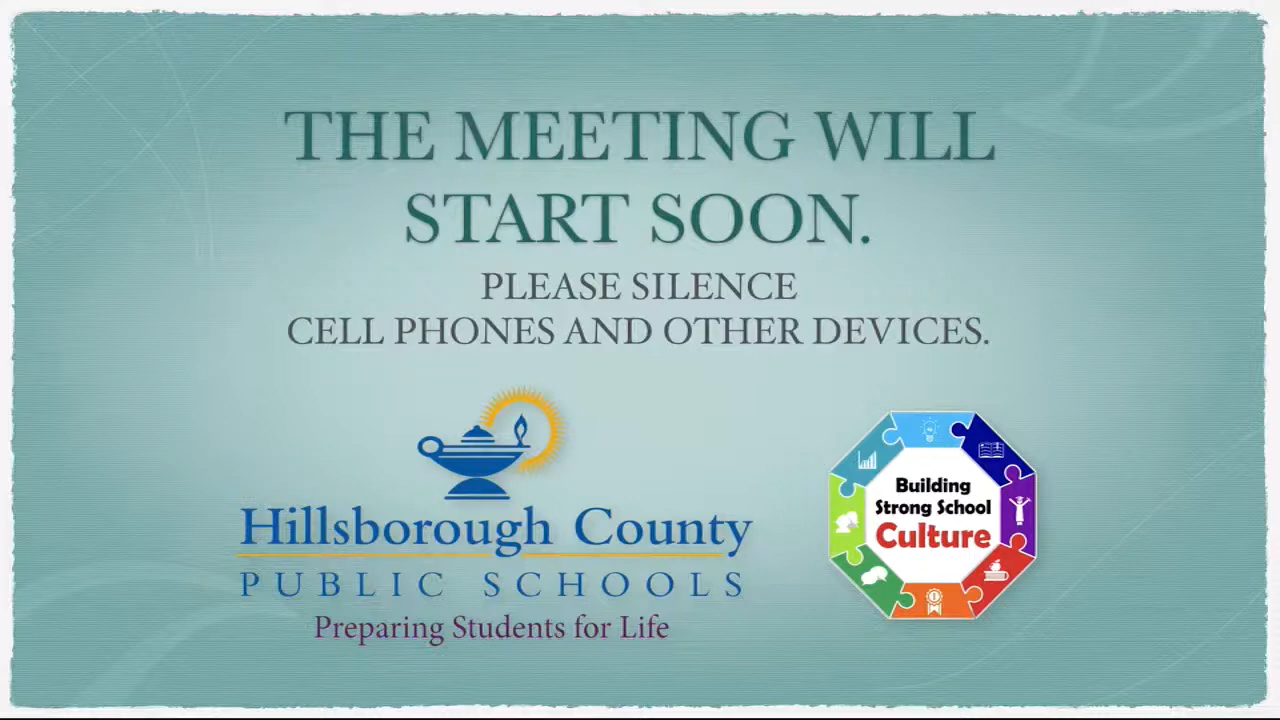 THE MEETING WILL
START SOON.
PLEASE SILENCE
CELL PHONES AND OTHER DEVICES.
Hillsborough County
PUBLIC SCHOOLS
Preparing Students for Life
Building
Strong School
Culture